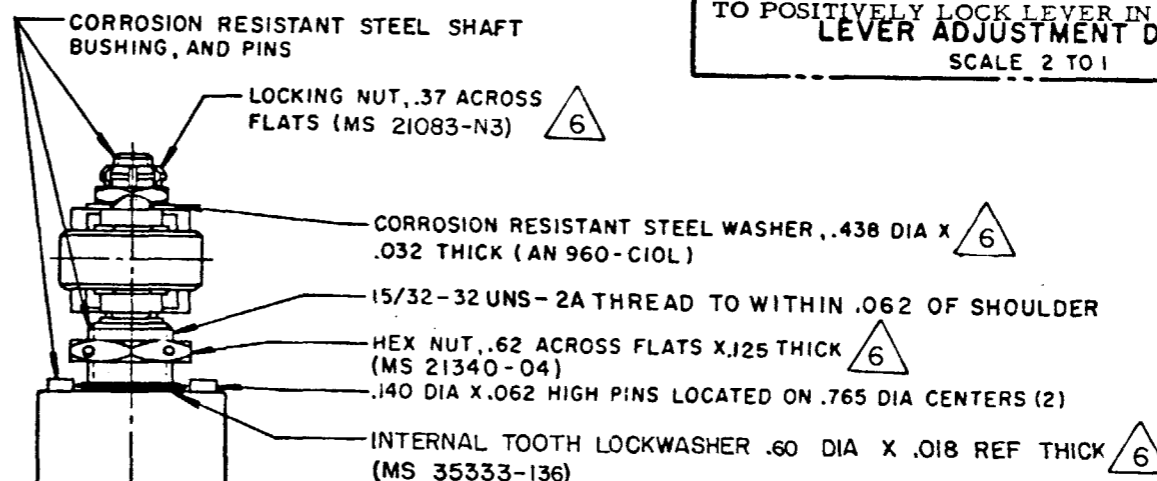 TO POSITIVELY LOCK LEVER IN
LEVER ADJUSTMENT D
SCALE 2 TO 1
CORROSION RESISTANT STEEL SHAFT
BUSHING, AND PINS
LOCKING NUT, .37 ACROSS
FLATS (MS 21083-N3) 6
CORROSION RESISTANT STEEL WASHER, .438 DIA X 6
.032 THICK (AN 960-C10L)
15/32-32 UNS-2A THREAD TO WITHIN .062 OF SHOULDER
HEX NUT, .62 ACROSS FLATS X .125 THICK 6
(MS 21340-04)
.140 DIA X .062 HIGH PINS LOCATED ON .765 DIA CENTERS (2)
INTERNAL TOOTH LOCKWASHER .60 DIA X .018 REF THICK 6
(MS 35333-136)